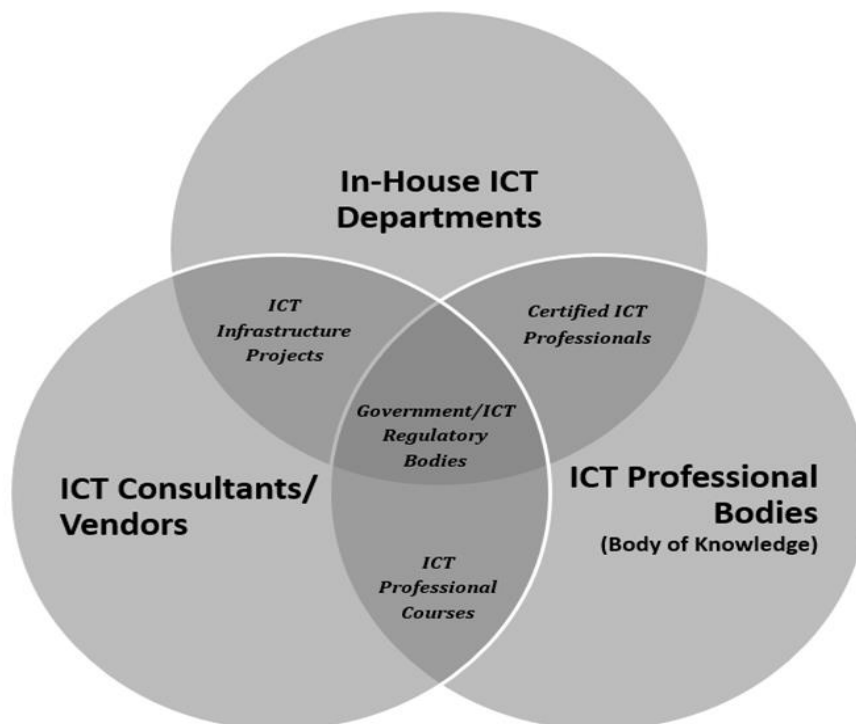 In-House ICT
Departments
ICT
Infrastructure
Projects
Certified ICT
Professionals
Government/ICT
Regulatory
Bodies
ICT Consultants/
Vendors
ICT Professional
Bodies
(Body of Knowledge)
ICT
Professional
Courses